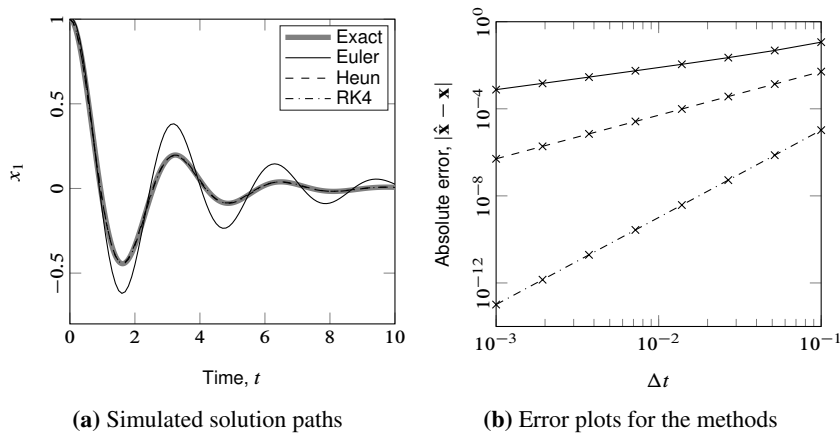 1
0.5
0
−0.5
x₁
Exact
Euler
Heun
RK4
0 2 4 6 8 10
Time, t
(a) Simulated solution paths
10⁰
10⁻⁴
10⁻⁸
10⁻¹²
Absolute error, |x̂ − x|
10⁻³ 10⁻² 10⁻¹
Δt
(b) Error plots for the methods